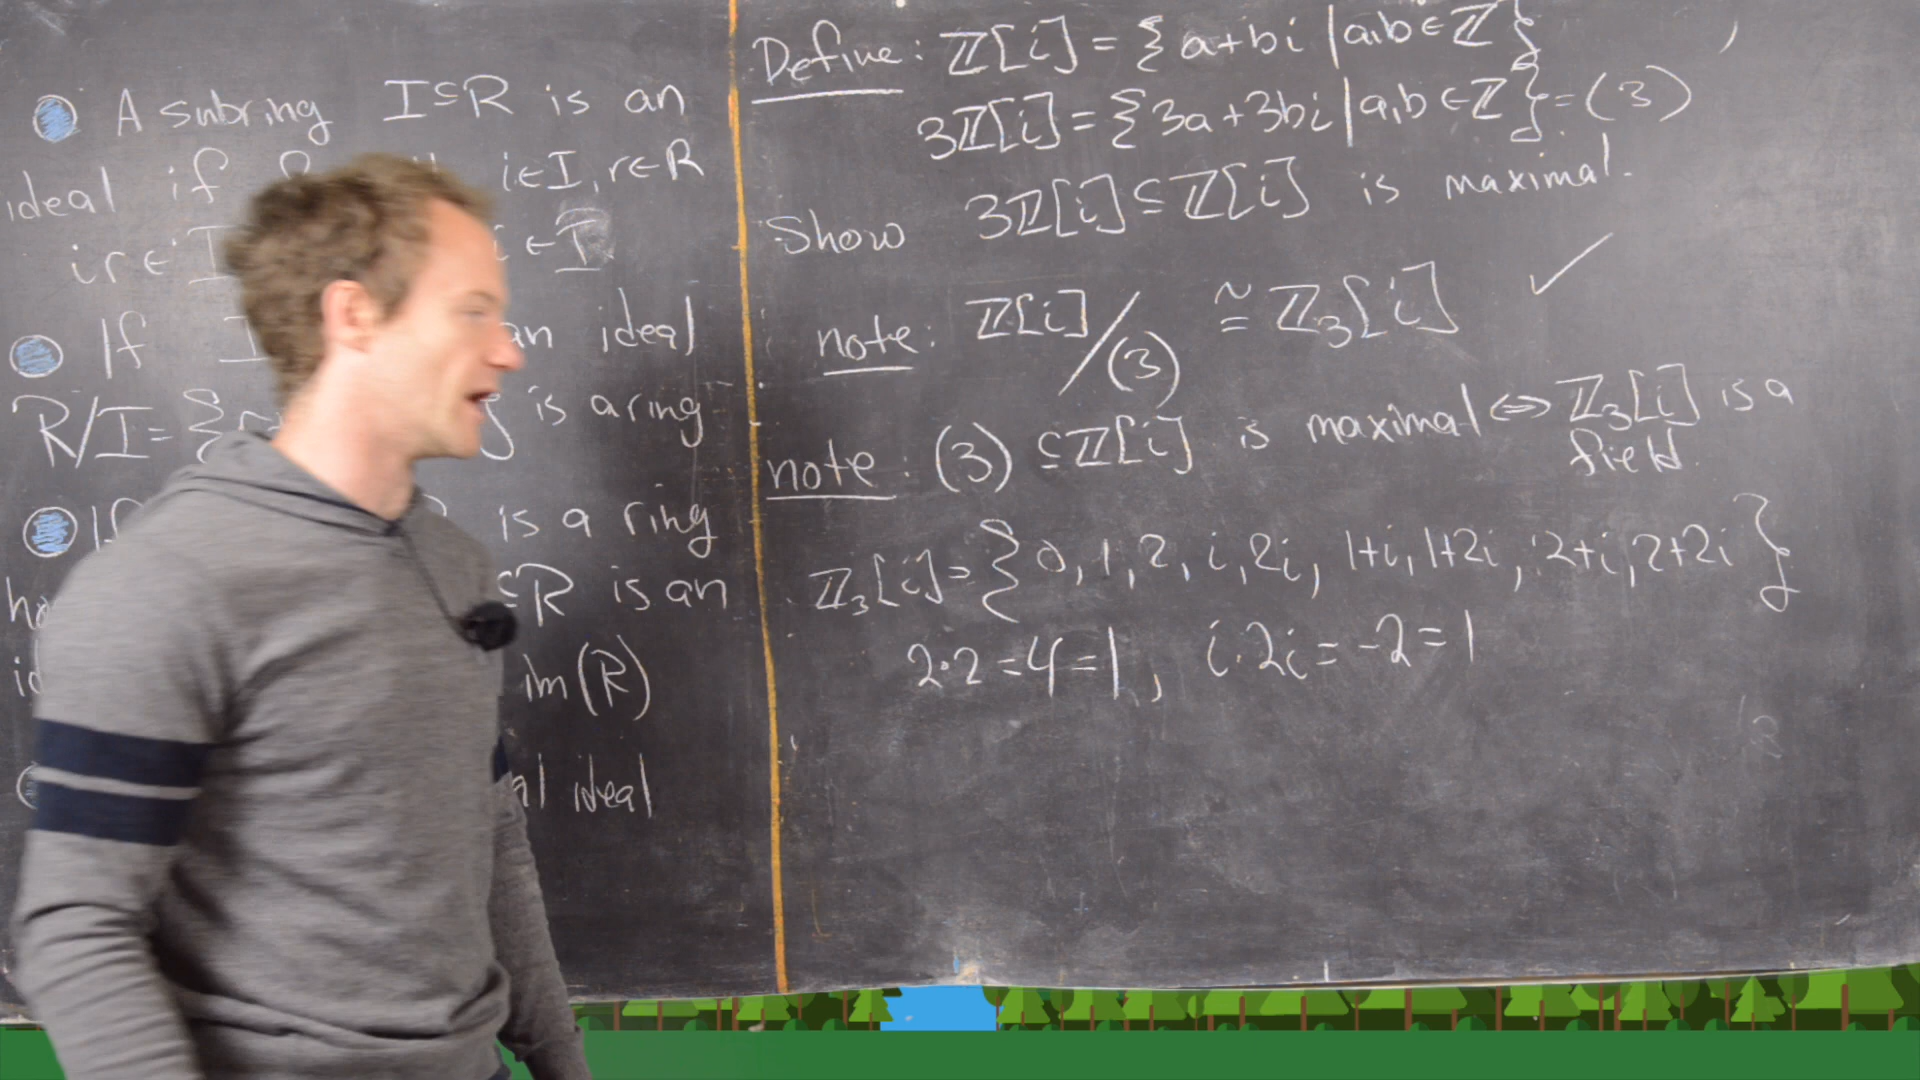 A subring I⊆R is an
ideal if i∈I, r∈R
ir∈I i∈I
If I an ideal
R/I={ } is a ring
If is a ring
⊆R is an
im(R)
ideal
Define: ℤ[i]={a+bi |a,b∈ℤ}
3ℤ[i]={3a+3bi |a,b∈ℤ}=(3)
Show 3ℤ[i]⊆ℤ[i] is maximal.
note: ℤ[i]/(3) ≅ ℤ₃[i] ✓
note: (3)⊆ℤ[i] is maximal⇔ℤ₃[i] is a
field.
ℤ₃[i]={0,1,2,i,2i,1+i,1+2i,2+i,2+2i}
2·2=4=1, i·2i=-2=1